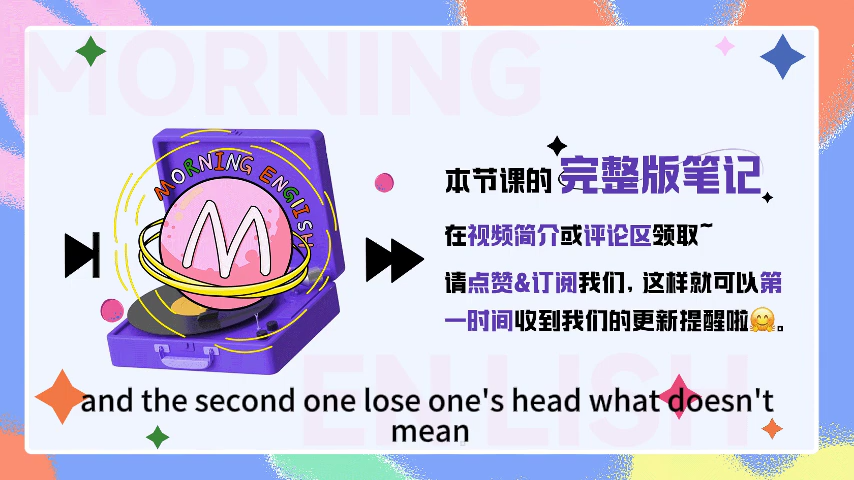 MORNING
MORNING ENGIISH
M
本节课的 完整版笔记
在视频简介或评论区领取~
请点赞&订阅我们，这样就可以第
一时间收到我们的更新提醒啦🤗。
EN LISH
and the second one lose one's head what doesn't
mean